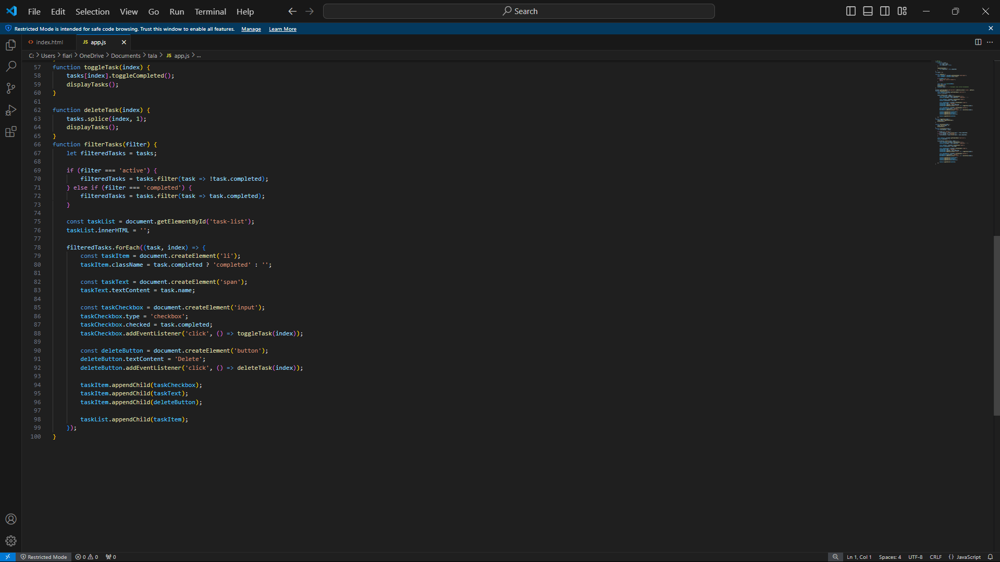 File Edit Selection View Go Run Terminal Help Search
Restricted Mode is intended for safe code browsing. Trust this window to enable all features. Manage Learn More
<> index.html JS app.js
C: > Users > fiari > OneDrive > Documents > tala > JS app.js > ...
57 function toggleTask(index) {
58 tasks[index].toggleCompleted();
59 displayTasks();
60 }
61
62 function deleteTask(index) {
63 tasks.splice(index, 1);
64 displayTasks();
65 }
66 function filterTasks(filter) {
67 let filteredTasks = tasks;
68
69 if (filter === 'active') {
70 filteredTasks = tasks.filter(task => !task.completed);
71 } else if (filter === 'completed') {
72 filteredTasks = tasks.filter(task => task.completed);
73 }
74
75 const taskList = document.getElementById('task-list');
76 taskList.innerHTML = '';
77
78 filteredTasks.forEach((task, index) => {
79 const taskItem = document.createElement('li');
80 taskItem.className = task.completed ? 'completed' : '';
81
82 const taskText = document.createElement('span');
83 taskText.textContent = task.name;
84
85 const taskCheckbox = document.createElement('input');
86 taskCheckbox.type = 'checkbox';
87 taskCheckbox.checked = task.completed;
88 taskCheckbox.addEventListener('click', () => toggleTask(index));
89
90 const deleteButton = document.createElement('button');
91 deleteButton.textContent = 'Delete';
92 deleteButton.addEventListener('click', () => deleteTask(index));
93
94 taskItem.appendChild(taskCheckbox);
95 taskItem.appendChild(taskText);
96 taskItem.appendChild(deleteButton);
97
98 taskList.appendChild(taskItem);
99 });
100 }
Restricted Mode 0 0 0 Ln 1, Col 1 Spaces: 4 UTF-8 CRLF {} JavaScript